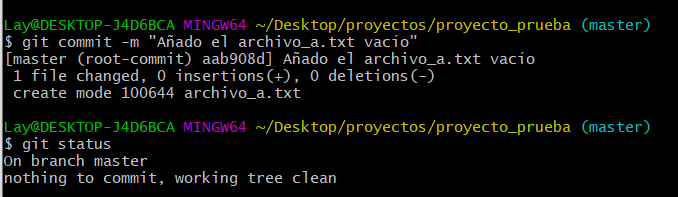 Lay@DESKTOP-J4D6BCA MINGW64 ~/Desktop/proyectos/proyecto_prueba (master)
$ git commit -m "Añado el archivo_a.txt vacío"
[master (root-commit) aab908d] Añado el archivo_a.txt vacío
 1 file changed, 0 insertions(+), 0 deletions(-)
 create mode 100644 archivo_a.txt

Lay@DESKTOP-J4D6BCA MINGW64 ~/Desktop/proyectos/proyecto_prueba (master)
$ git status
On branch master
nothing to commit, working tree clean